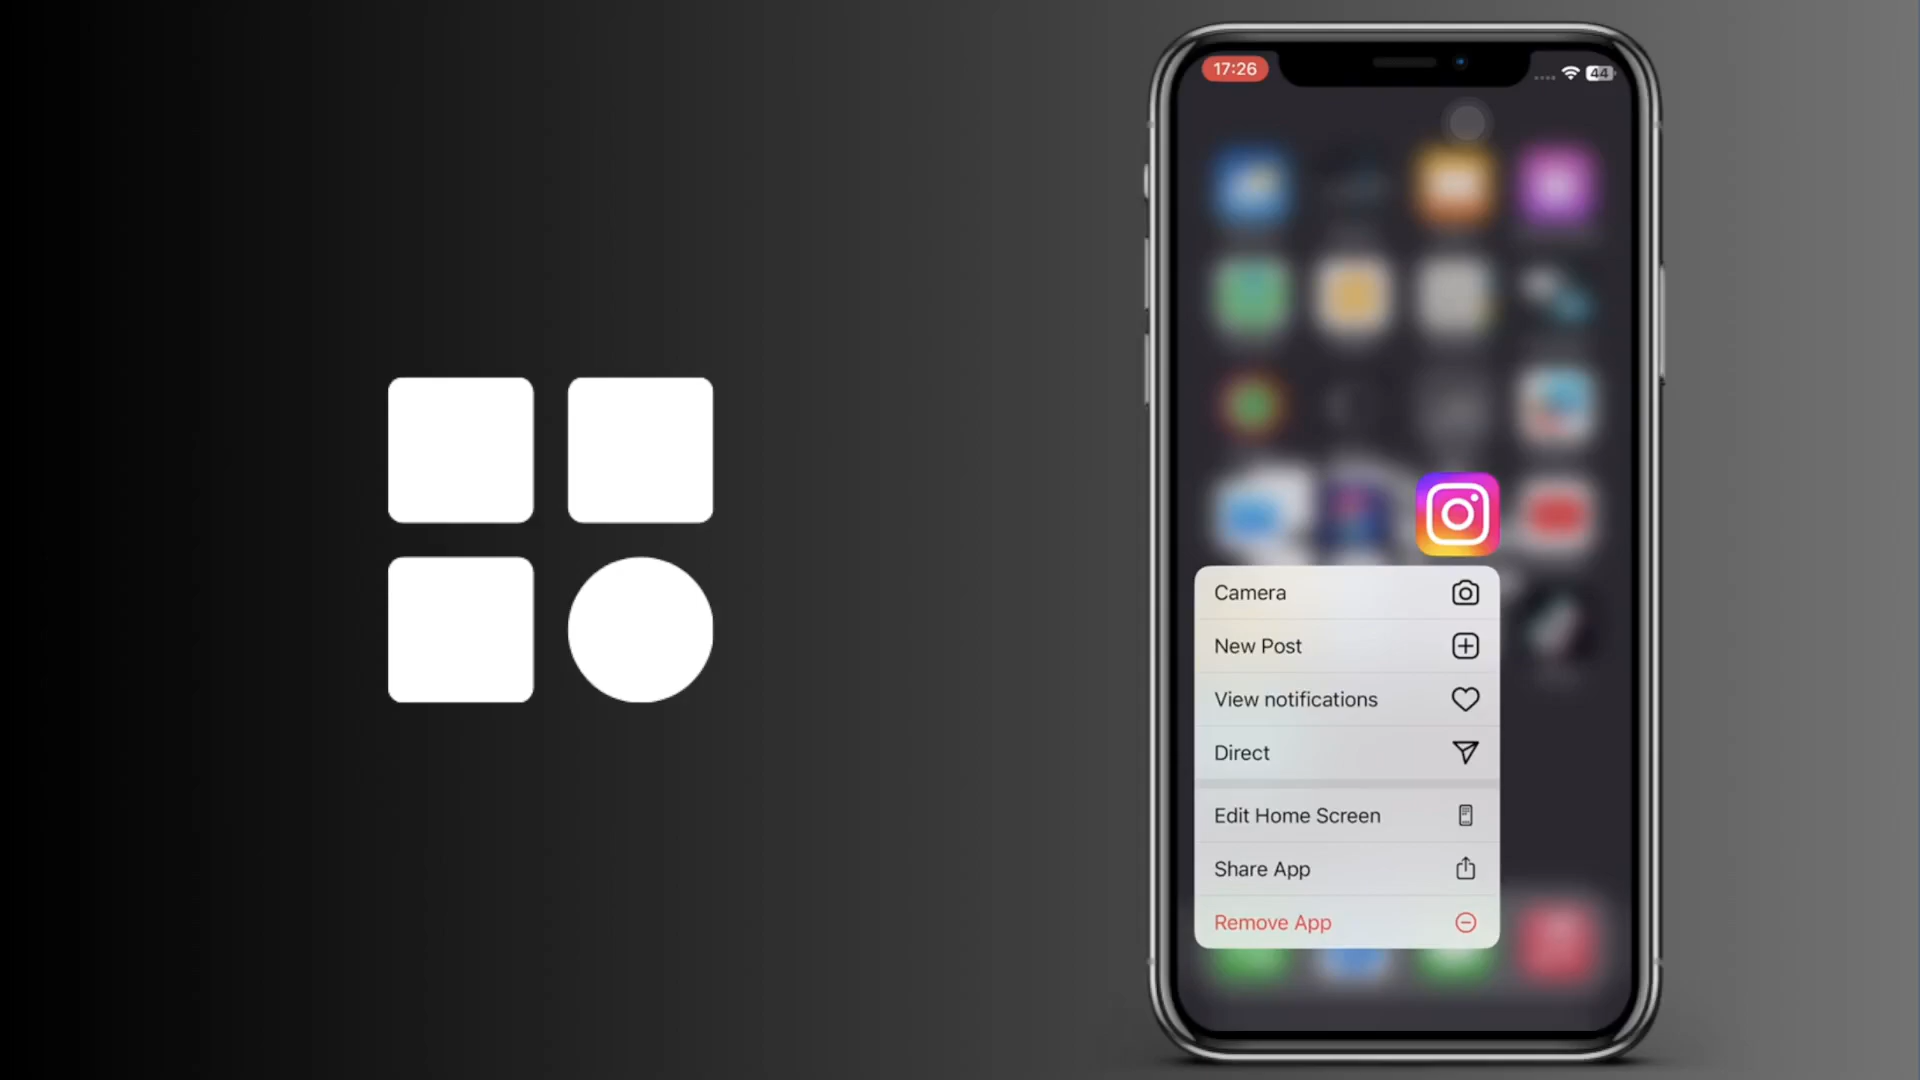 17:26
44
Camera
New Post
View notifications
Direct
Edit Home Screen
Share App
Remove App